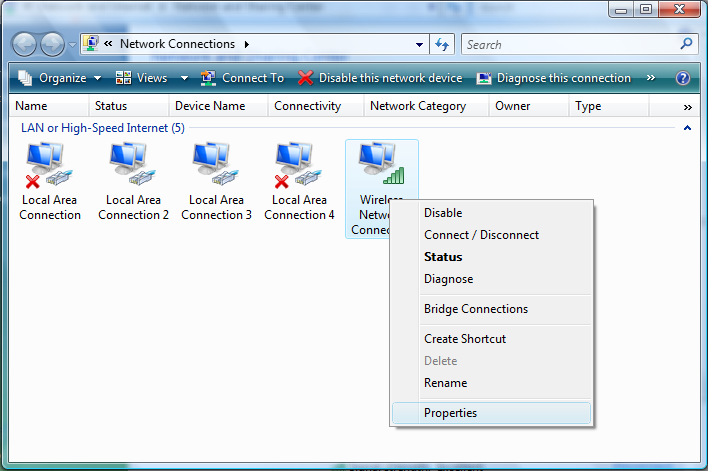 « Network Connections
Search
Organize Views Connect To Disable this network device Diagnose this connection » ?
Name Status Device Name Connectivity Network Category Owner Type »
LAN or High-Speed Internet (5)
Local Area
Connection
Local Area
Connection 2
Local Area
Connection 3
Local Area
Connection 4
Wireless
Disable
Connect / Disconnect
Status
Diagnose
Bridge Connections
Create Shortcut
Delete
Rename
Properties